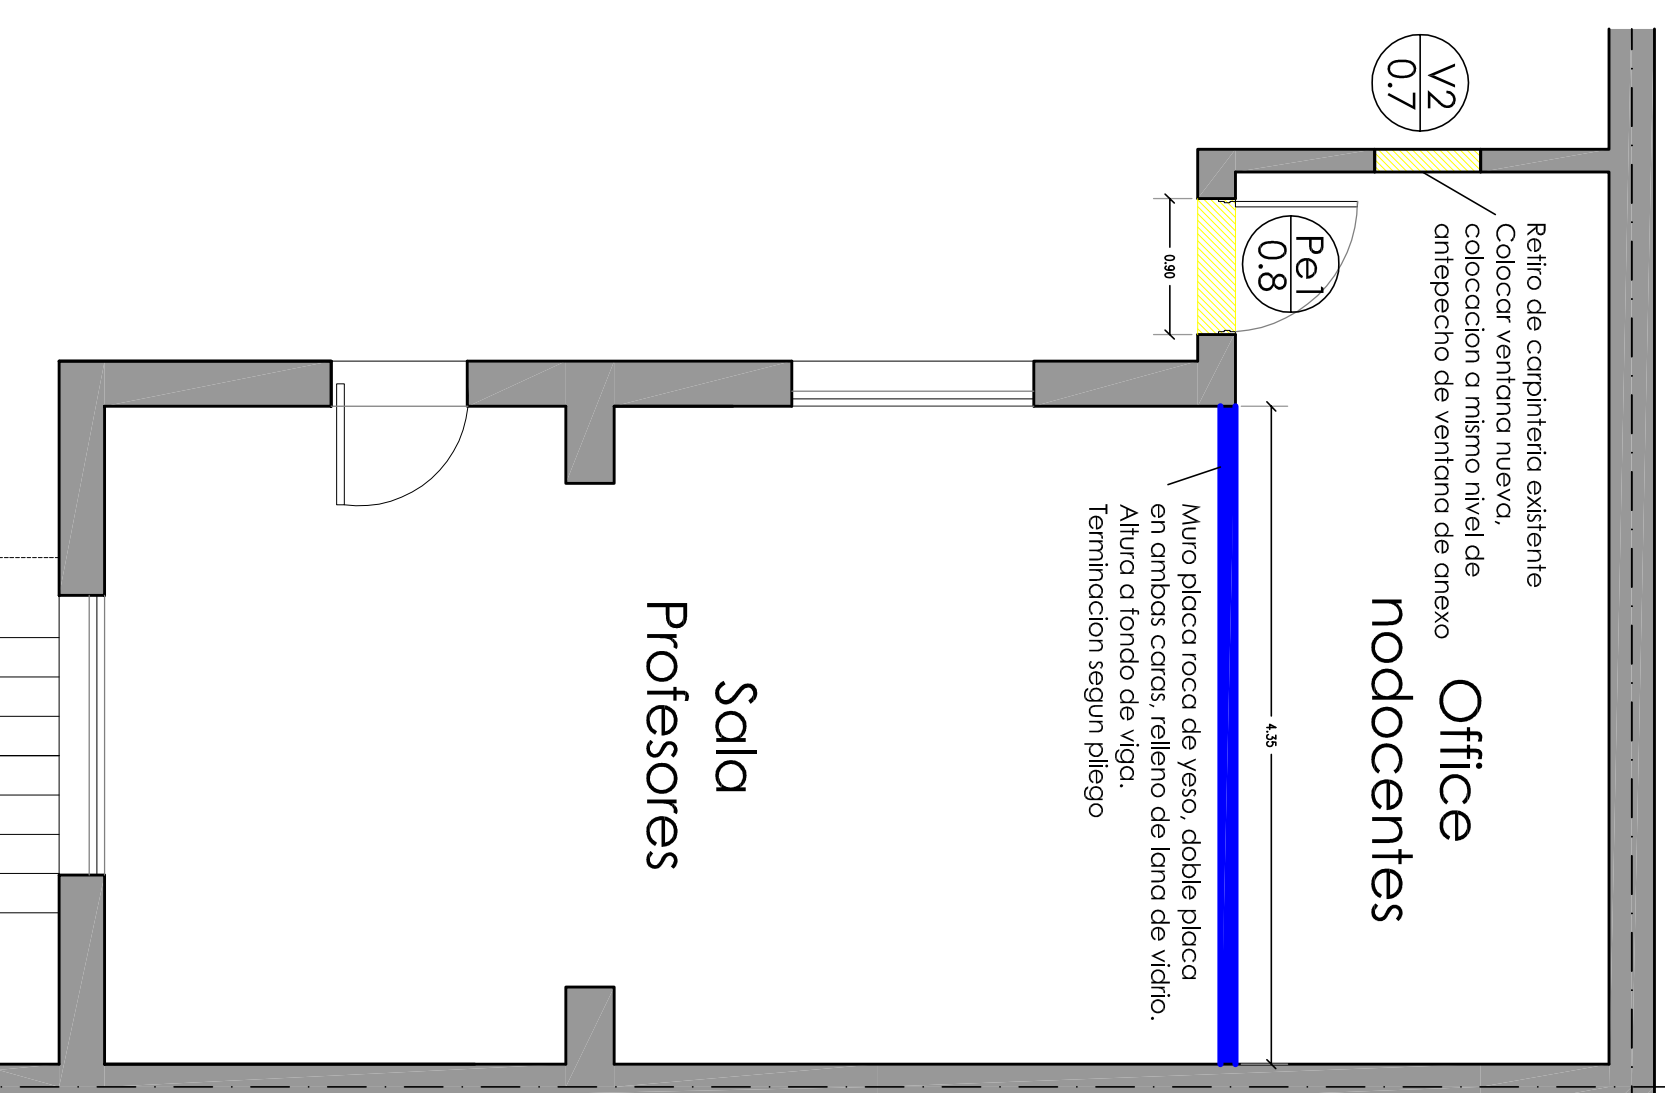 V2
0.7
Retiro de carpinteria existente
Colocar ventana nueva,
colocacion a mismo nivel de
antepecho de ventana de anexo
Pe1
0.8
0.90
Office
nodocentes
4.35
Muro placa roca de yeso, doble placa
en ambas caras, relleno de lana de vidrio.
Altura a fondo de viga.
Terminacion segun pliego
Sala
Profesores